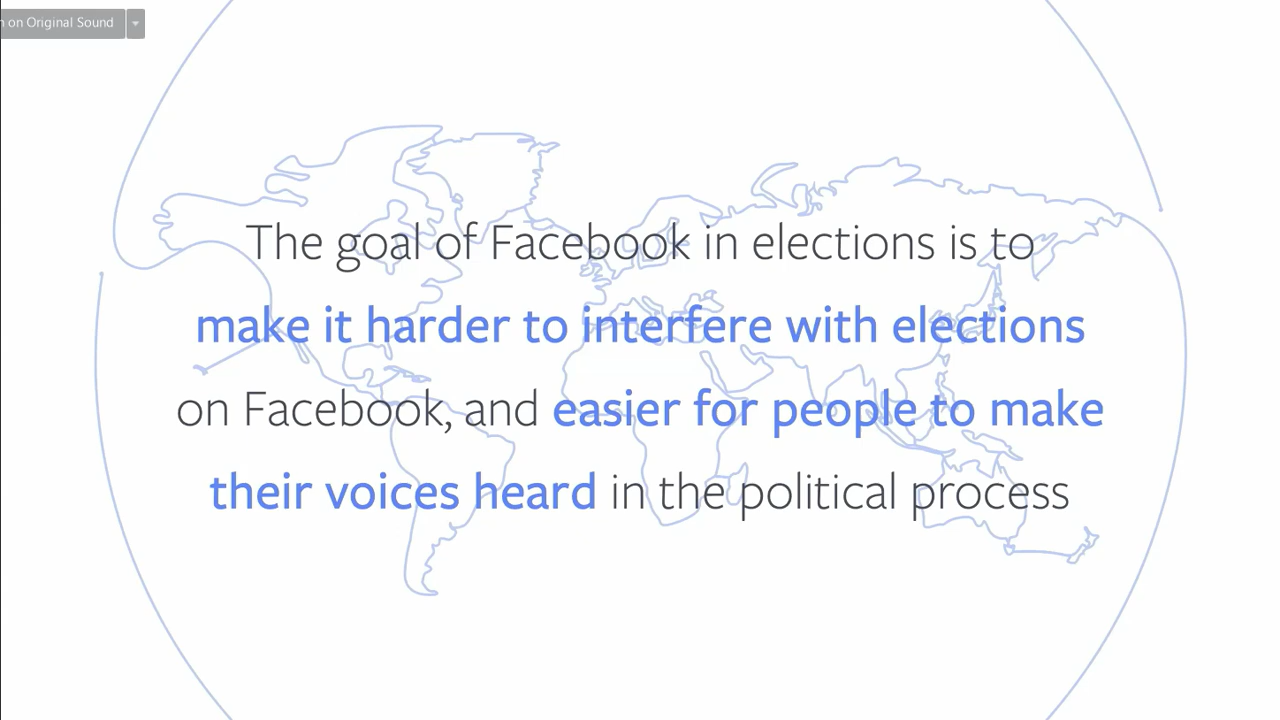 on Original Sound
The goal of Facebook in elections is to
make it harder to interfere with elections
on Facebook, and easier for people to make
their voices heard in the political process